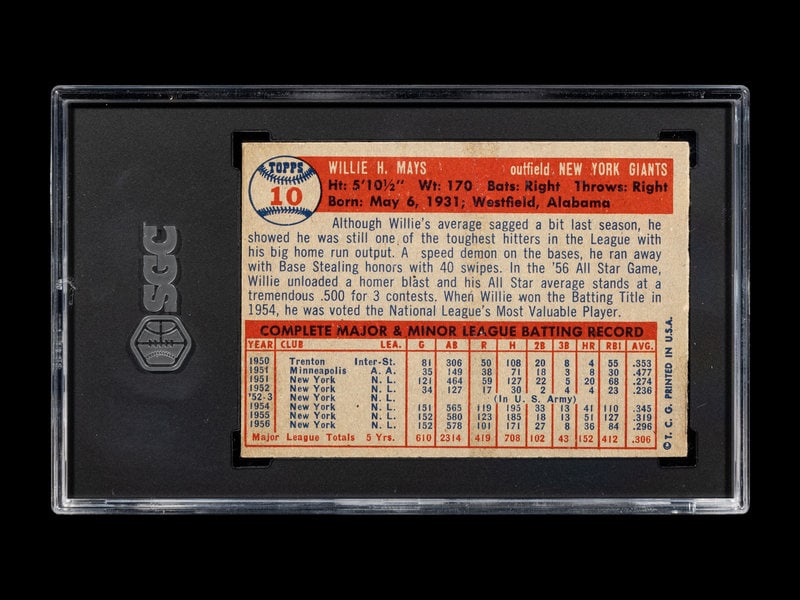 SGC
TOPPS
10
WILLIE H. MAYS outfield NEW YORK GIANTS
Ht: 5'10½" Wt: 170 Bats: Right Throws: Right
Born: May 6, 1931; Westfield, Alabama
Although Willie's average sagged a bit last season, he
showed he was still one of the toughest hitters in the League with
his big home run output. A speed demon on the bases, he ran away
with Base Stealing honors with 40 swipes. In the '56 All Star Game,
Willie unloaded a homer blast and his All Star average stands at a
tremendous .500 for 3 contests. When Willie won the Batting Title in
1954, he was voted the National League's Most Valuable Player.
COMPLETE MAJOR & MINOR LEAGUE BATTING RECORD
YEAR CLUB LEA. G AB R H 2B 3B HR RBI AVG.
1950 Trenton Inter-St. 81 306 50 108 20 8 4 55 .353
1951 Minneapolis A. A. 35 149 38 71 18 3 8 30 .477
1951 New York N. L. 121 464 59 127 22 5 20 68 .274
1952 New York N. L. 34 127 17 30 2 4 4 23 .236
'52-3 New York N. L. (In U. S. Army)
1954 New York N. L. 151 565 119 195 33 13 41 110 .345
1955 New York N. L. 152 580 123 185 18 13 51 127 .319
1956 New York N. L. 152 578 101 171 27 8 36 84 .296
Major League Totals 5 Yrs. 610 2314 419 708 102 43 152 412 .306
©T. C. G. PRINTED IN U.S.A.